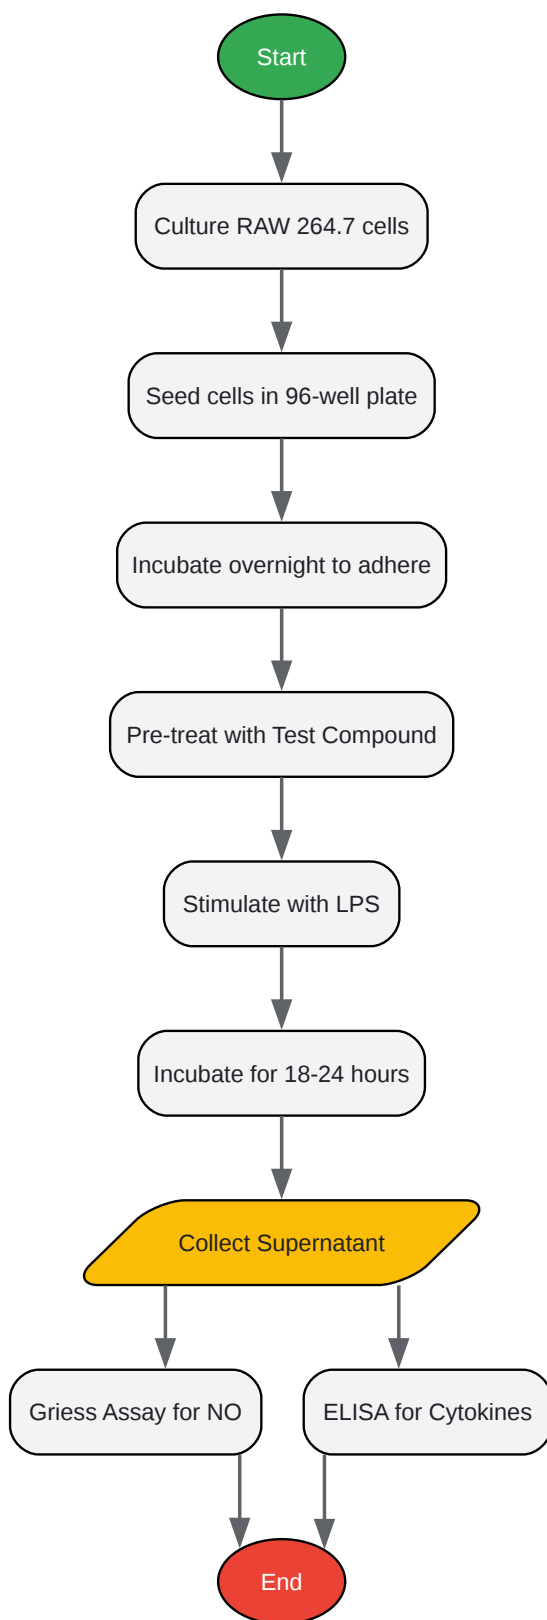 Start
Culture RAW 264.7 cells
Seed cells in 96-well plate
Incubate overnight to adhere
Pre-treat with Test Compound
Stimulate with LPS
Incubate for 18-24 hours
Collect Supernatant
Griess Assay for NO
ELISA for Cytokines
End